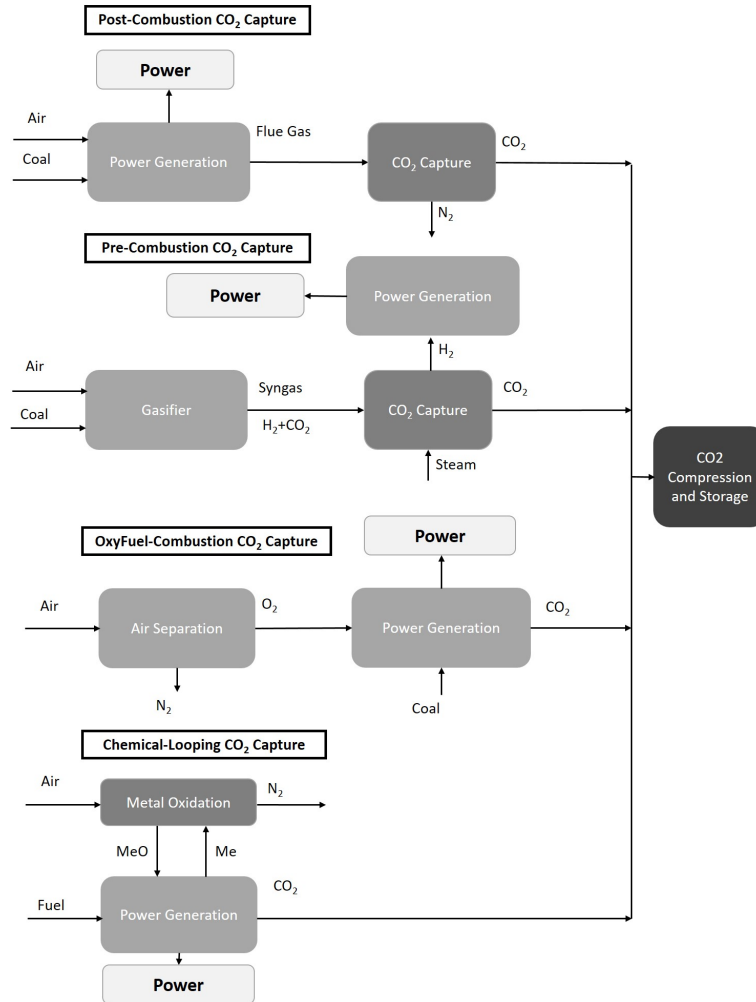 Post-Combustion CO₂ Capture
Power
Air
Coal
Power Generation
Flue Gas
CO₂ Capture
CO₂
N₂
Pre-Combustion CO₂ Capture
Power
Power Generation
H₂
Air
Coal
Gasifier
Syngas
H₂+CO₂
CO₂ Capture
CO₂
Steam
CO2
Compression
and Storage
OxyFuel-Combustion CO₂ Capture
Power
Air
Air Separation
O₂
Power Generation
CO₂
N₂
Coal
Chemical-Looping CO₂ Capture
Air
Metal Oxidation
N₂
MeO
Me
Fuel
Power Generation
CO₂
Power